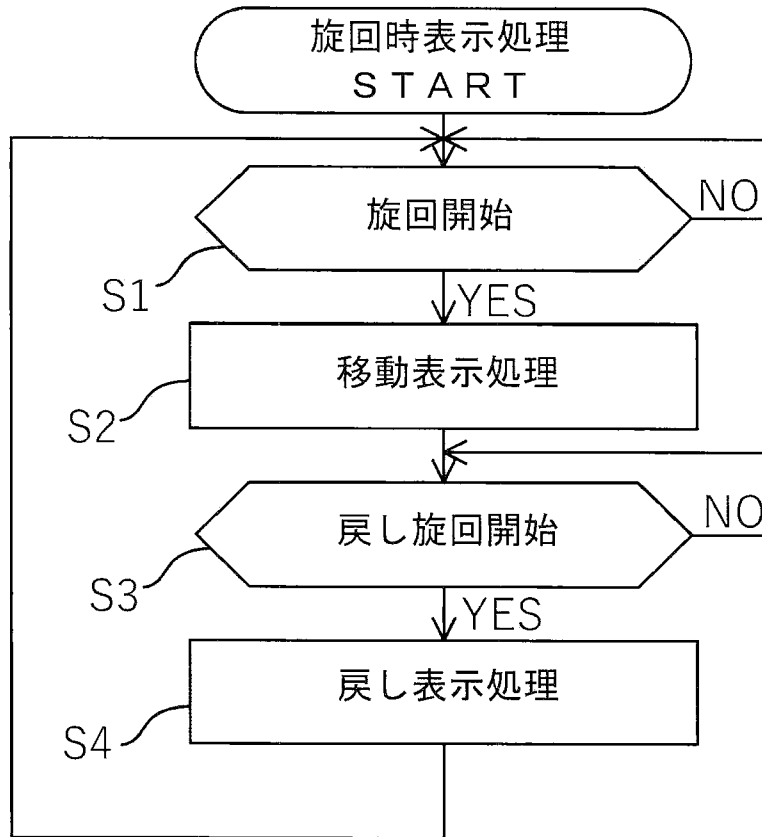 旋回時表示処理
ＳＴＡＲＴ
旋回開始
NO
S1
YES
移動表示処理
S2
戻し旋回開始
NO
S3
YES
戻し表示処理
S4